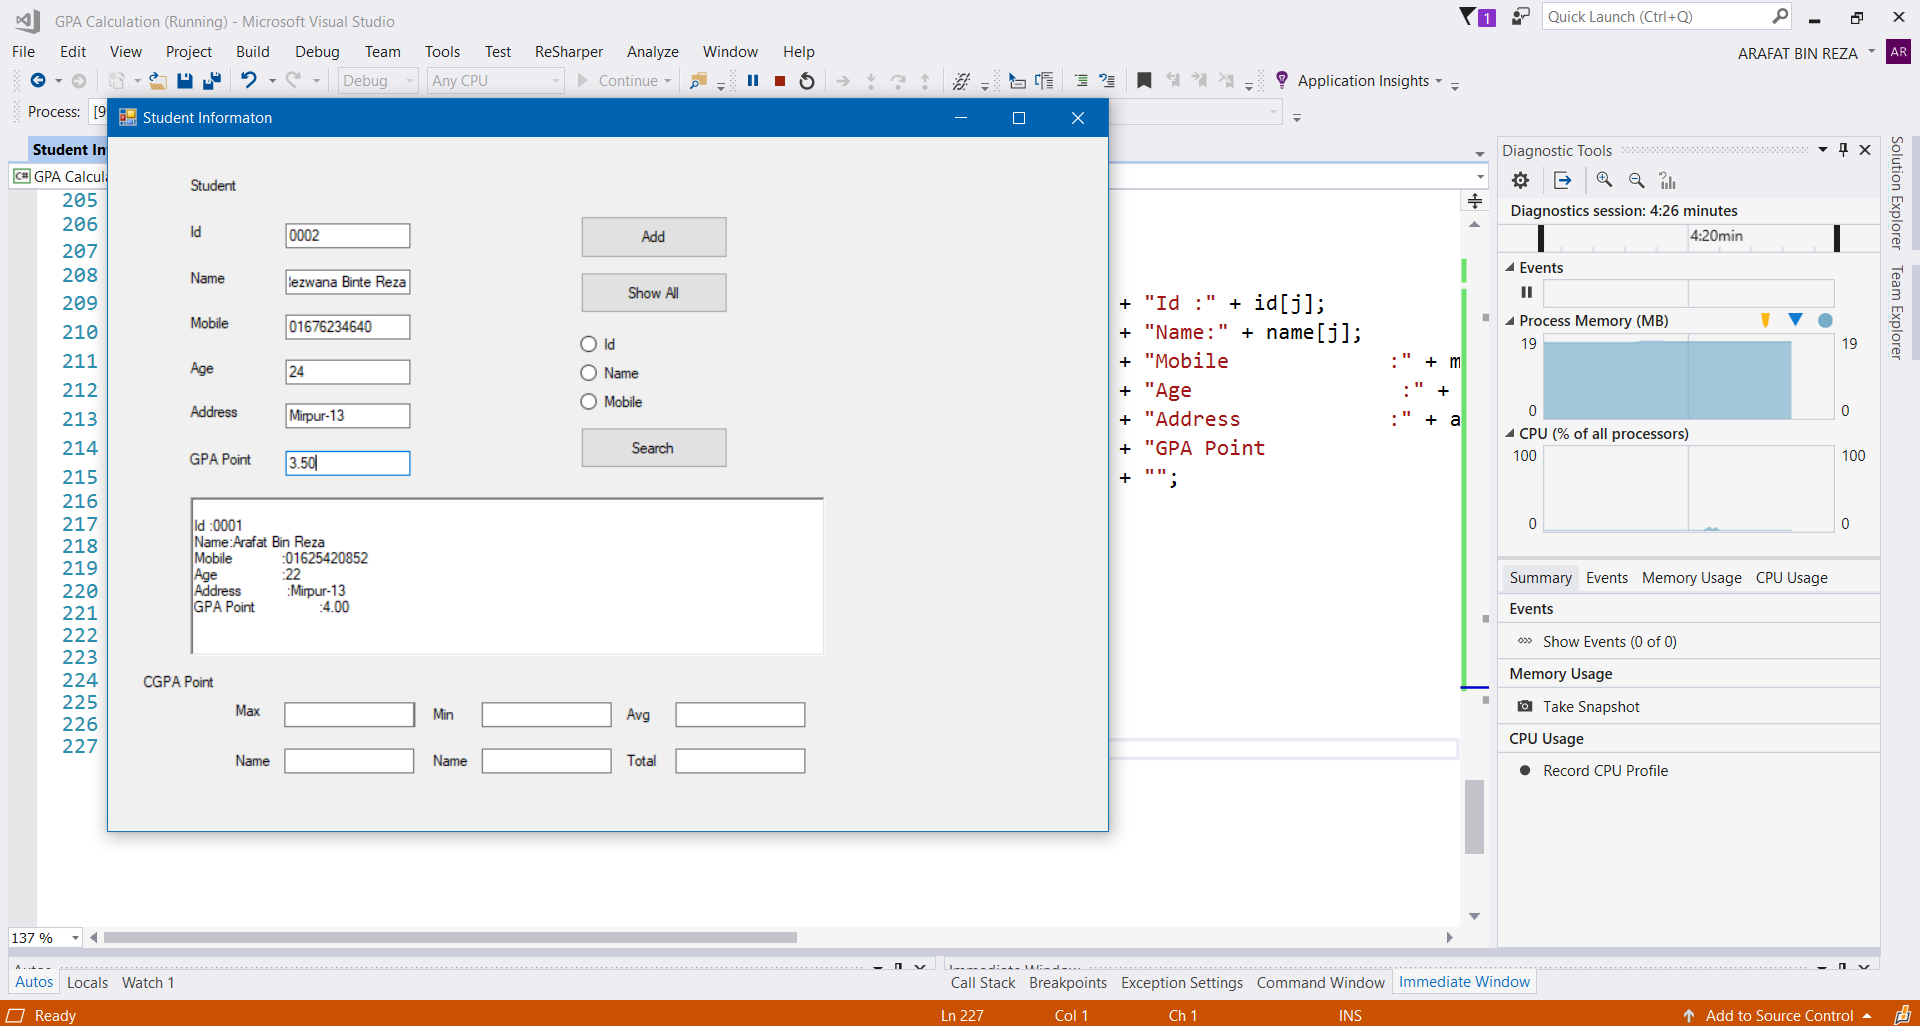 GPA Calculation (Running) - Microsoft Visual Studio
1
Quick Launch (Ctrl+Q)
File Edit View Project Build Debug Team Tools Test ReSharper Analyze Window Help
ARAFAT BIN REZA AR
Debug Any CPU Continue Application Insights
Process: [9
Student Informaton
Student In
C# GPA Calcul
Student
Id 0002
Name ezwana Binte Reza
Mobile 01676234640
Age 24
Address Mirpur-13
GPA Point 3.50
Add
Show All
Id
Name
Mobile
Search
Id :0001
Name:Arafat Bin Reza
Mobile :01625420852
Age :22
Address :Mirpur-13
GPA Point :4.00
CGPA Point
Max Min Avg
Name Name Total
205
206
207
208
209
210
211
212
213
214
215
216
217
218
219
220
221
222
223
224
225
226
227
+ "Id :" + id[j];
+ "Name:" + name[j];
+ "Mobile :" + m
+ "Age :" +
+ "Address :" + a
+ "GPA Point
+ "";
Diagnostic Tools
Diagnostics session: 4:26 minutes
4:20min
Events
Process Memory (MB)
19 19
0 0
CPU (% of all processors)
100 100
0 0
Summary Events Memory Usage CPU Usage
Events
Show Events (0 of 0)
Memory Usage
Take Snapshot
CPU Usage
Record CPU Profile
Solution Explorer
Team Explorer
137 %
Autos
Immediate Window
Autos Locals Watch 1
Call Stack Breakpoints Exception Settings Command Window Immediate Window
Ready Ln 227 Col 1 Ch 1 INS Add to Source Control